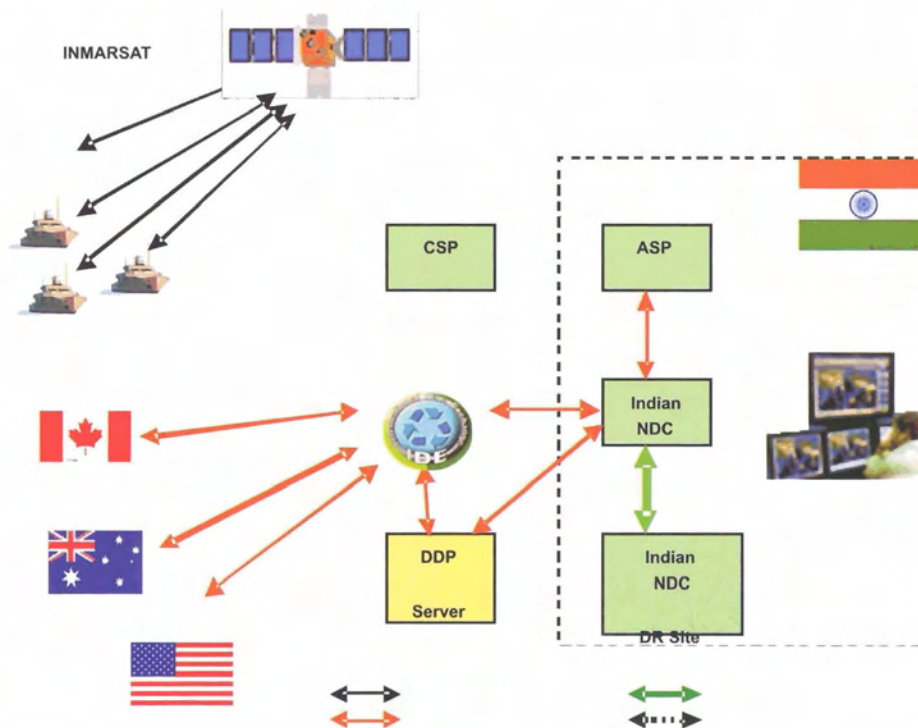 INMARSAT
CSP
ASP
Indian
NDC
IDE
DDP
Server
Indian
NDC
DR Site